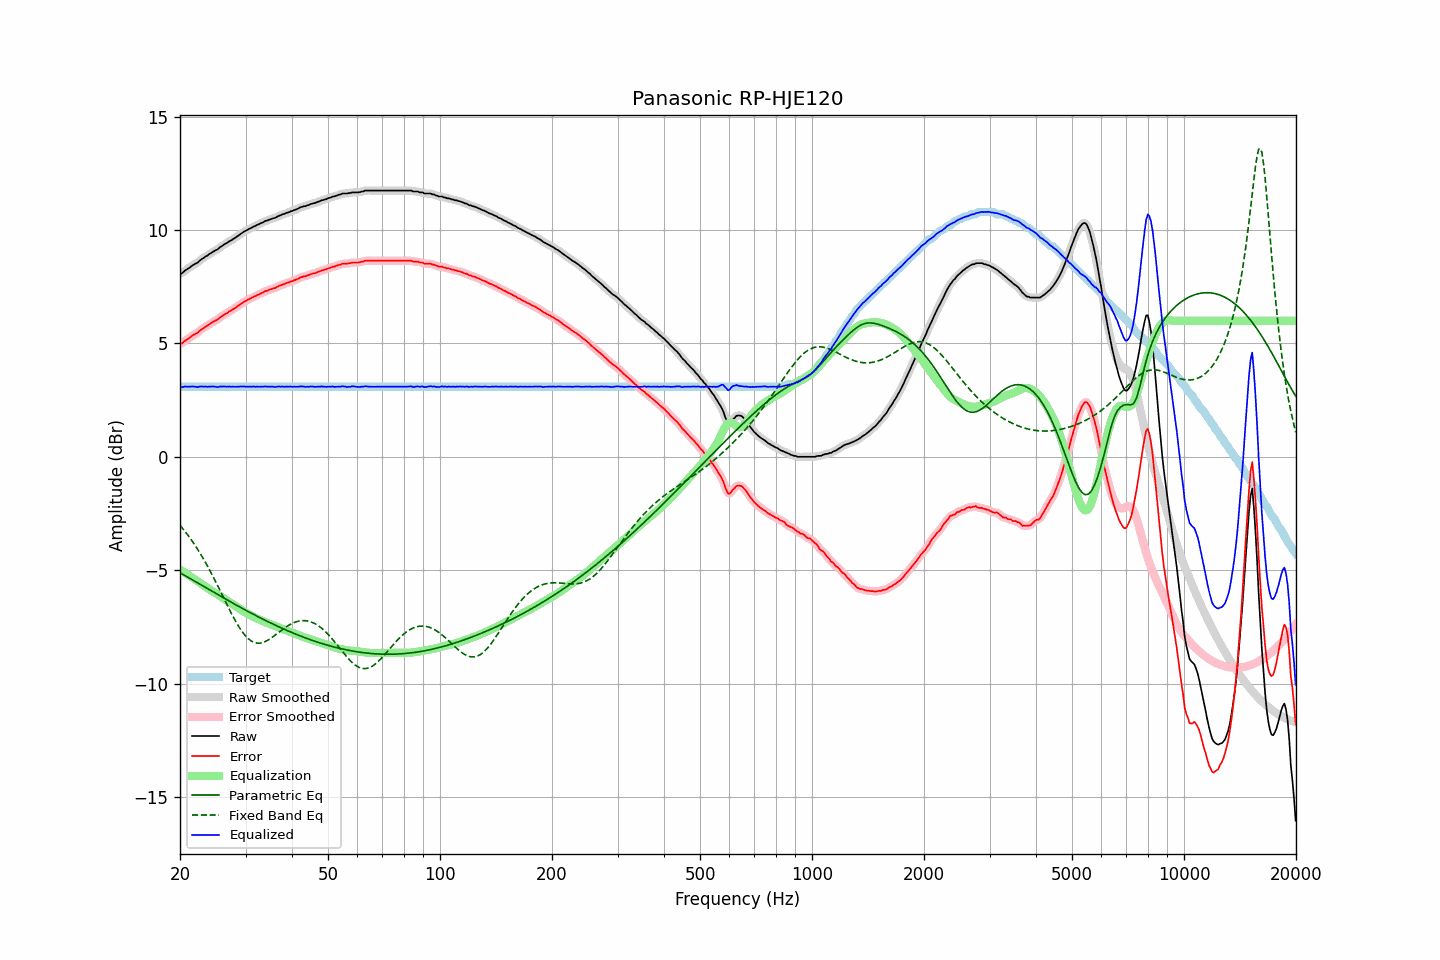 Panasonic RP-HJE120
Amplitude (dBr)
15
10
5
0
−5
−10
−15
Target
Raw Smoothed
Error Smoothed
Raw
Error
Equalization
Parametric Eq
Fixed Band Eq
Equalized
20 50 100 200 500 1000 2000 5000 10000 20000
Frequency (Hz)